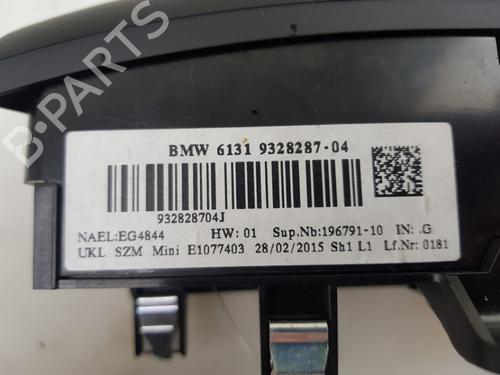 BMW 6131 9328287-04
932828704J
NAEL:EG4844 HW: 01 Sup.Nb:196791-10 IN: .G
UKL SZM Mini E1077403 28/02/2015 Sh1 L1 Lf.Nr: 0181
B-PARTS